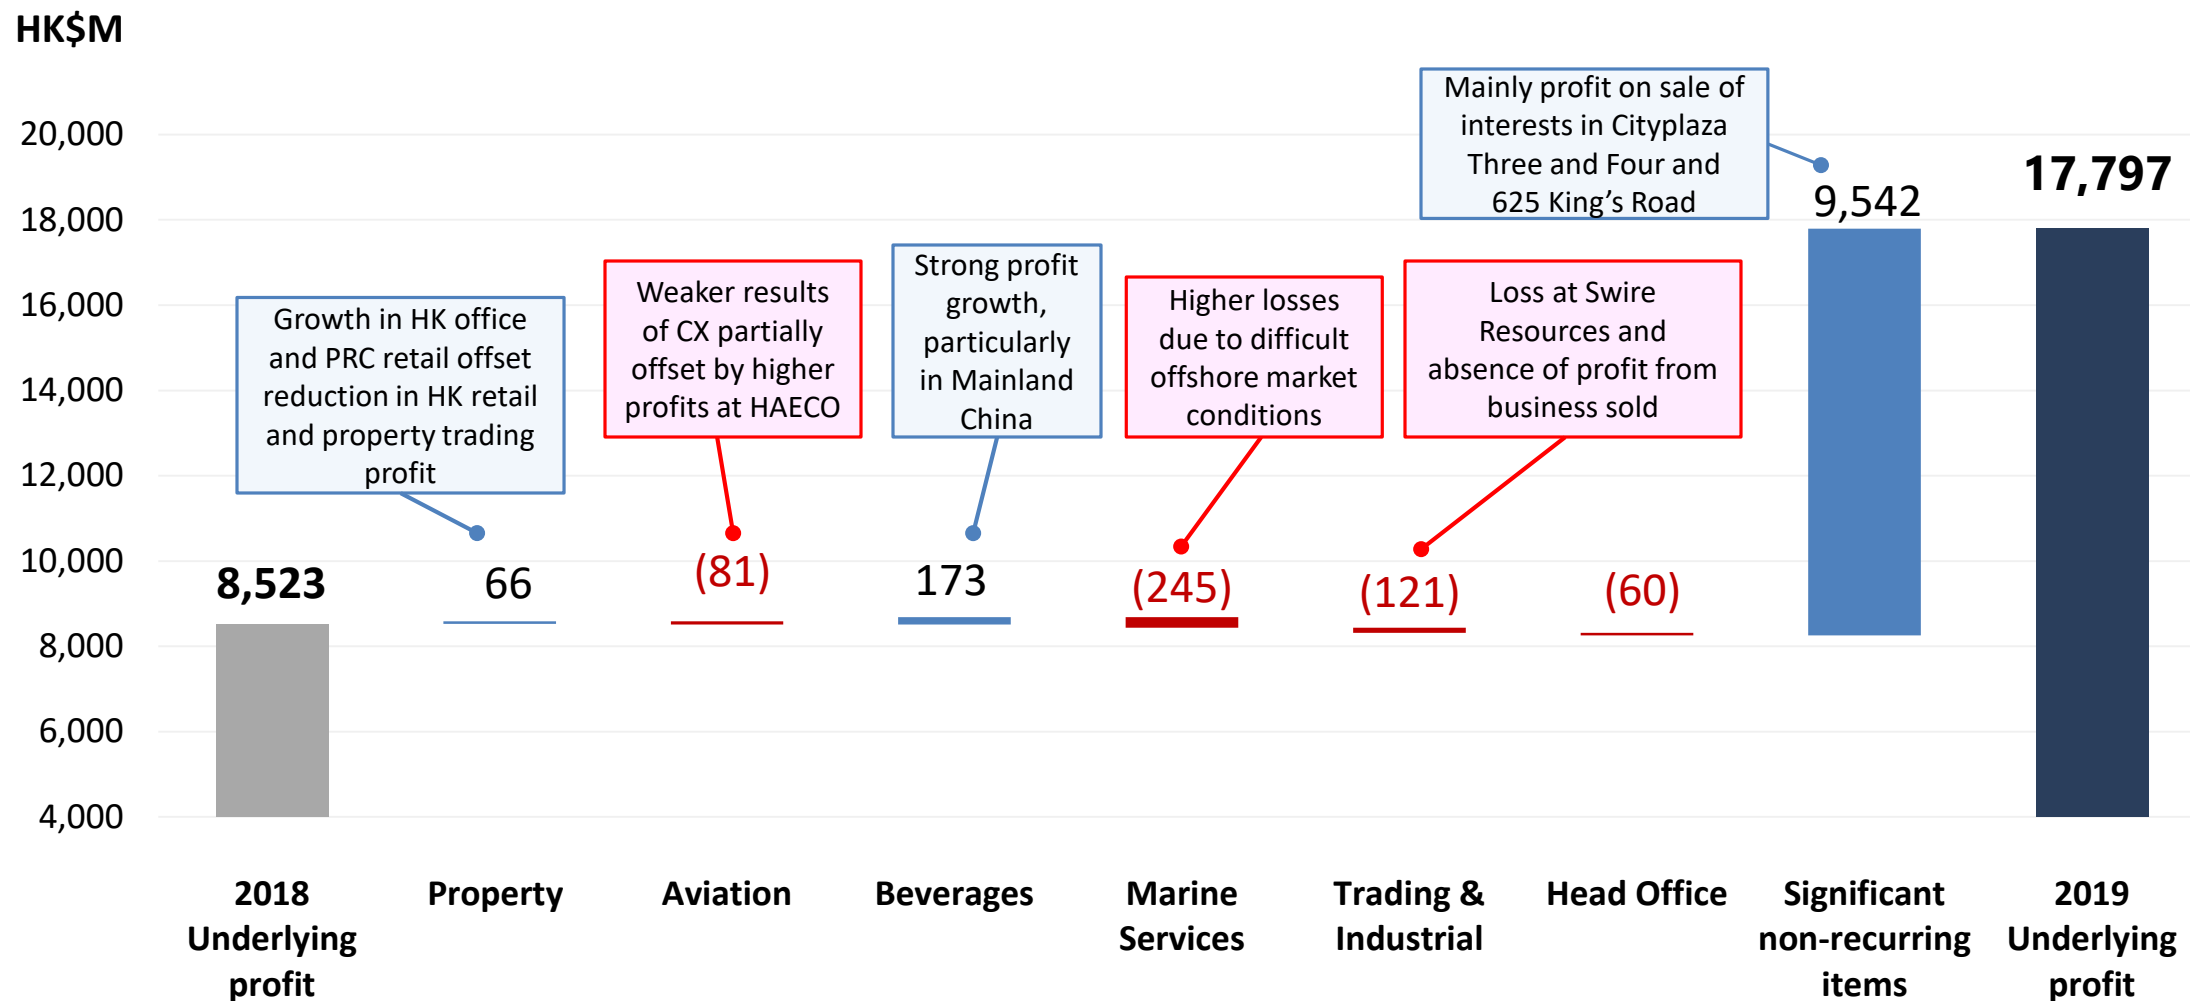 HK$M
20,000
18,000
16,000
14,000
12,000
10,000
8,000
6,000
4,000
Growth in HK office
and PRC retail offset
reduction in HK retail
and property trading
profit
Weaker results
of CX partially
offset by higher
profits at HAECO
Strong profit
growth,
particularly
in Mainland
China
Higher losses
due to difficult
offshore market
conditions
Loss at Swire
Resources and
absence of profit from
business sold
Mainly profit on sale of
interests in Cityplaza
Three and Four and
625 King’s Road
8,523
66
(81)
173
(245)
(121)
(60)
9,542
17,797
2018
Underlying
profit
Property
Aviation
Beverages
Marine
Services
Trading &
Industrial
Head Office
Significant
non-recurring
items
2019
Underlying
profit